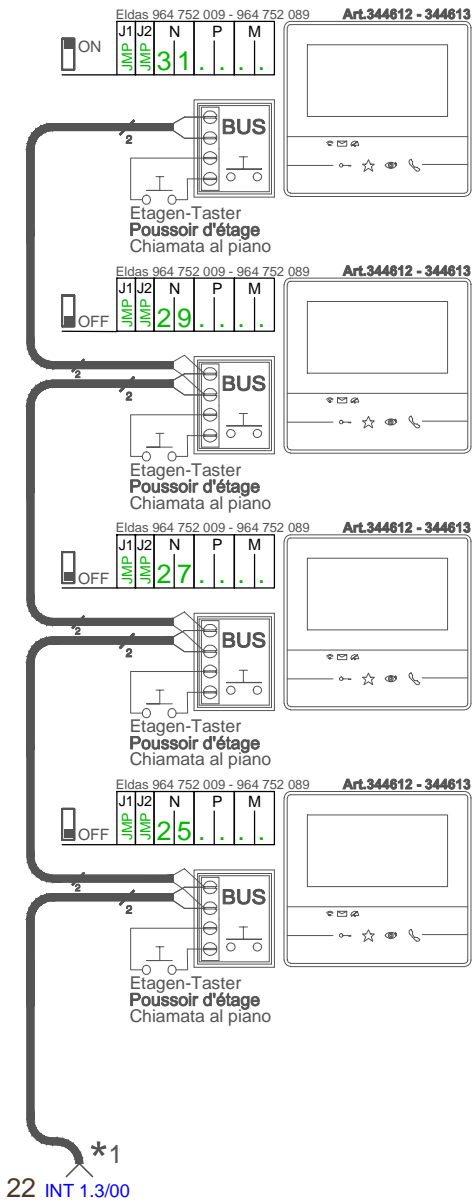 Eldas 964 752 009 - 964 752 089 Art.344612 - 344613
ON J1 J2 N P M
JMP JMP 3 1 . . . .
BUS
2
Etagen-Taster
Poussoir d'étage
Chiamata al piano
Eldas 964 752 009 - 964 752 089 Art.344612 - 344613
J1 J2 N P M
OFF JMP JMP 2 9 . . . .
2 2 BUS
Etagen-Taster
Poussoir d'étage
Chiamata al piano
Eldas 964 752 009 - 964 752 089 Art.344612 - 344613
J1 J2 N P M
OFF JMP JMP 2 7 . . . .
2 2 BUS
Etagen-Taster
Poussoir d'étage
Chiamata al piano
Eldas 964 752 009 - 964 752 089 Art.344612 - 344613
J1 J2 N P M
OFF JMP JMP 2 5 . . . .
2 2 BUS
Etagen-Taster
Poussoir d'étage
Chiamata al piano
*1
22 INT 1.3/00